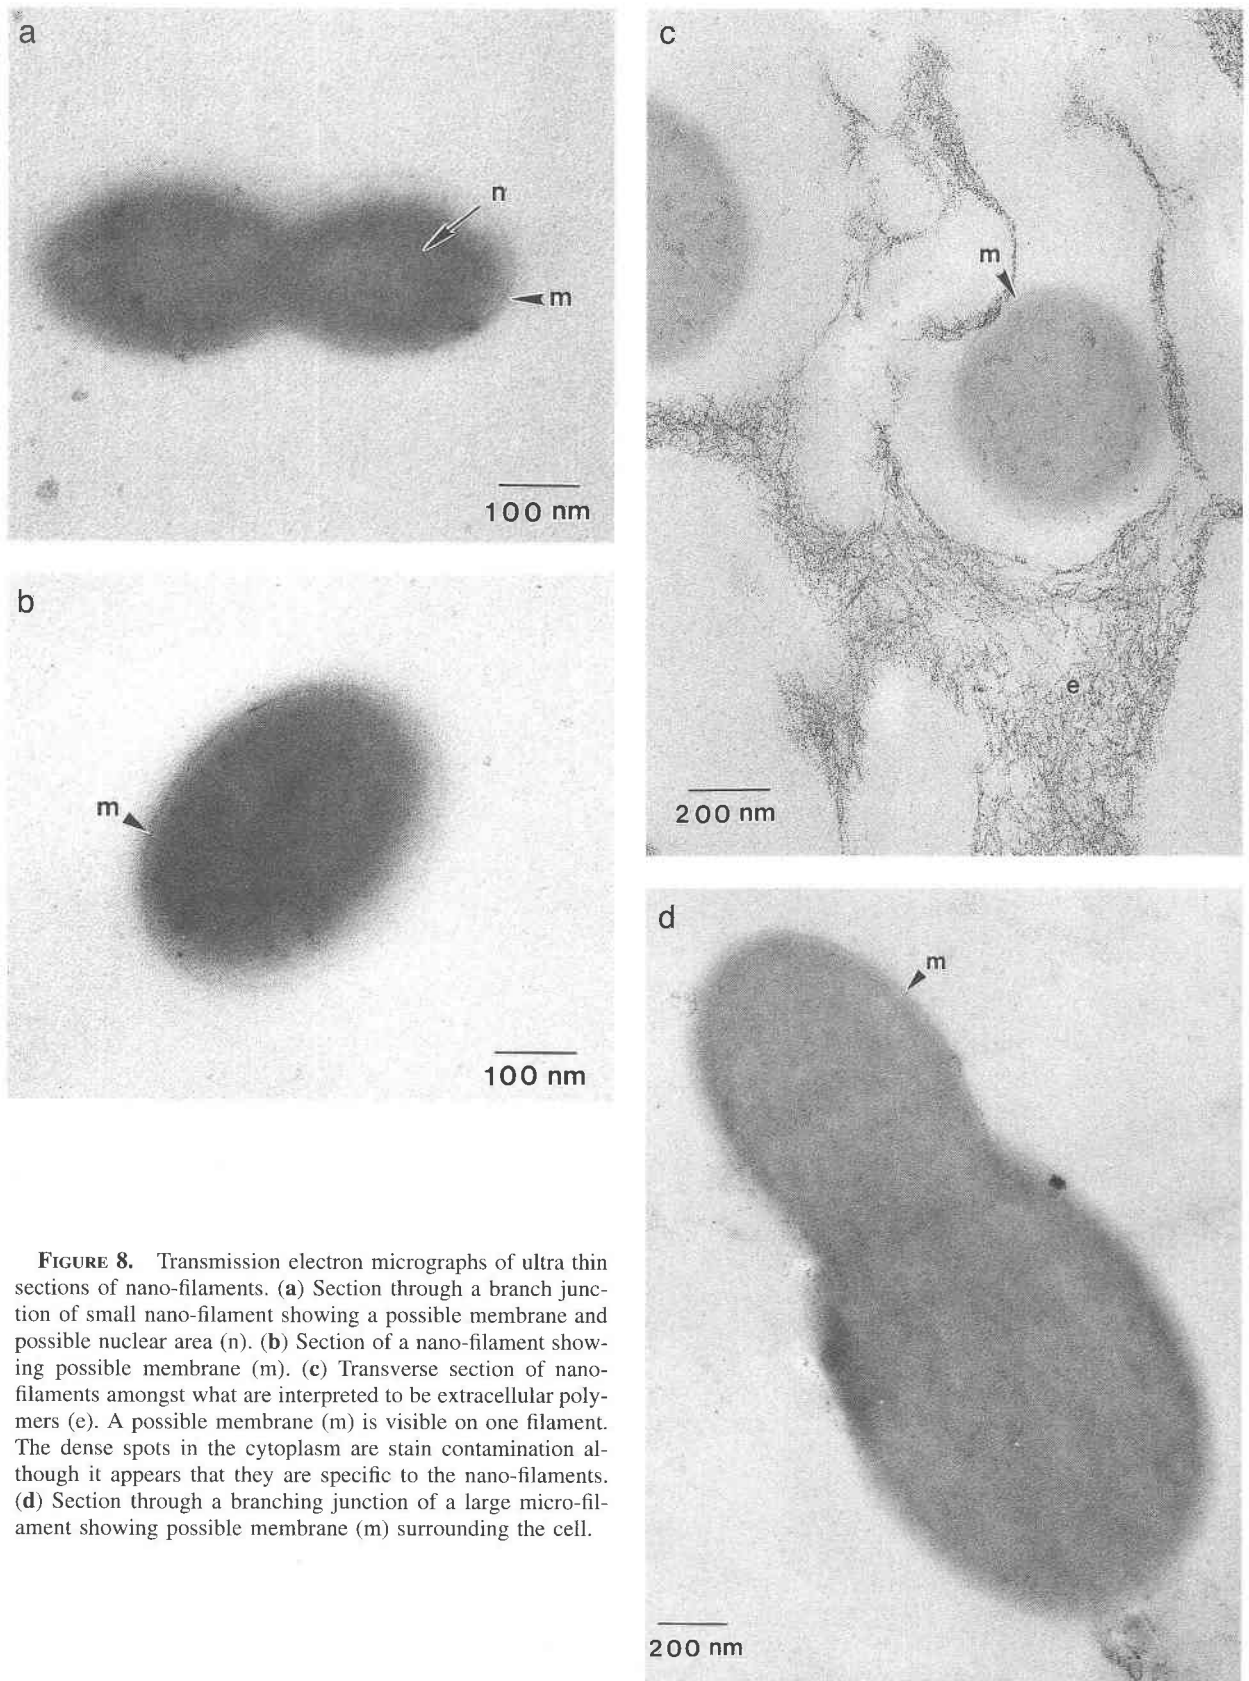 a
n
m
100 nm
b
m
100 nm
c
m
e
200 nm
d
m
200 nm
FIGURE 8. Transmission electron micrographs of ultra thin
sections of nano-filaments. (a) Section through a branch junc-
tion of small nano-filament showing a possible membrane and
possible nuclear area (n). (b) Section of a nano-filament show-
ing possible membrane (m). (c) Transverse section of nano-
filaments amongst what are interpreted to be extracellular poly-
mers (e). A possible membrane (m) is visible on one filament.
The dense spots in the cytoplasm are stain contamination al-
though it appears that they are specific to the nano-filaments.
(d) Section through a branching junction of a large micro-fil-
ament showing possible membrane (m) surrounding the cell.